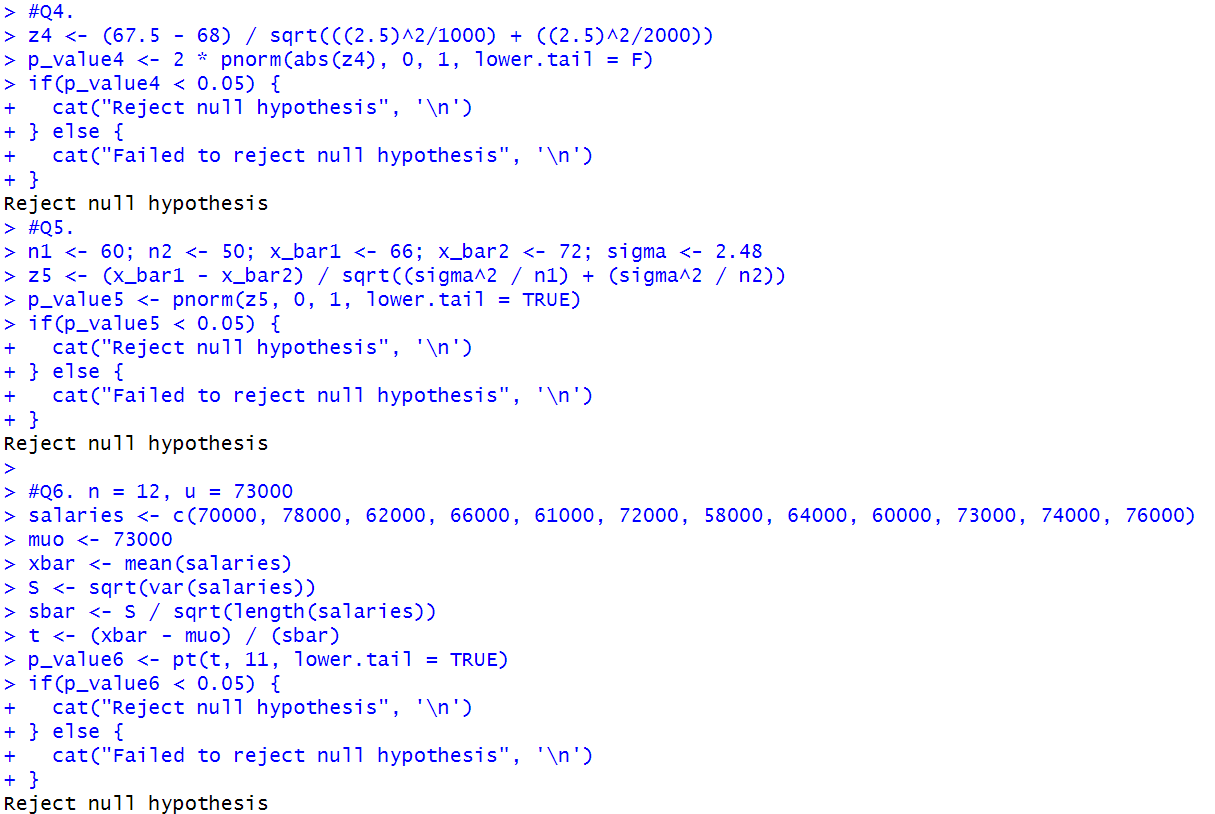 > #Q4.
> z4 <- (67.5 - 68) / sqrt(((2.5)^2/1000) + ((2.5)^2/2000))
> p_value4 <- 2 * pnorm(abs(z4), 0, 1, lower.tail = F)
> if(p_value4 < 0.05) {
+   cat("Reject null hypothesis", '\n')
+ } else {
+   cat("Failed to reject null hypothesis", '\n')
+ }
Reject null hypothesis
> #Q5.
> n1 <- 60; n2 <- 50; x_bar1 <- 66; x_bar2 <- 72; sigma <- 2.48
> z5 <- (x_bar1 - x_bar2) / sqrt((sigma^2 / n1) + (sigma^2 / n2))
> p_value5 <- pnorm(z5, 0, 1, lower.tail = TRUE)
> if(p_value5 < 0.05) {
+   cat("Reject null hypothesis", '\n')
+ } else {
+   cat("Failed to reject null hypothesis", '\n')
+ }
Reject null hypothesis
>
> #Q6. n = 12, u = 73000
> salaries <- c(70000, 78000, 62000, 66000, 61000, 72000, 58000, 64000, 60000, 73000, 74000, 76000)
> muo <- 73000
> xbar <- mean(salaries)
> S <- sqrt(var(salaries))
> sbar <- S / sqrt(length(salaries))
> t <- (xbar - muo) / (sbar)
> p_value6 <- pt(t, 11, lower.tail = TRUE)
> if(p_value6 < 0.05) {
+   cat("Reject null hypothesis", '\n')
+ } else {
+   cat("Failed to reject null hypothesis", '\n')
+ }
Reject null hypothesis